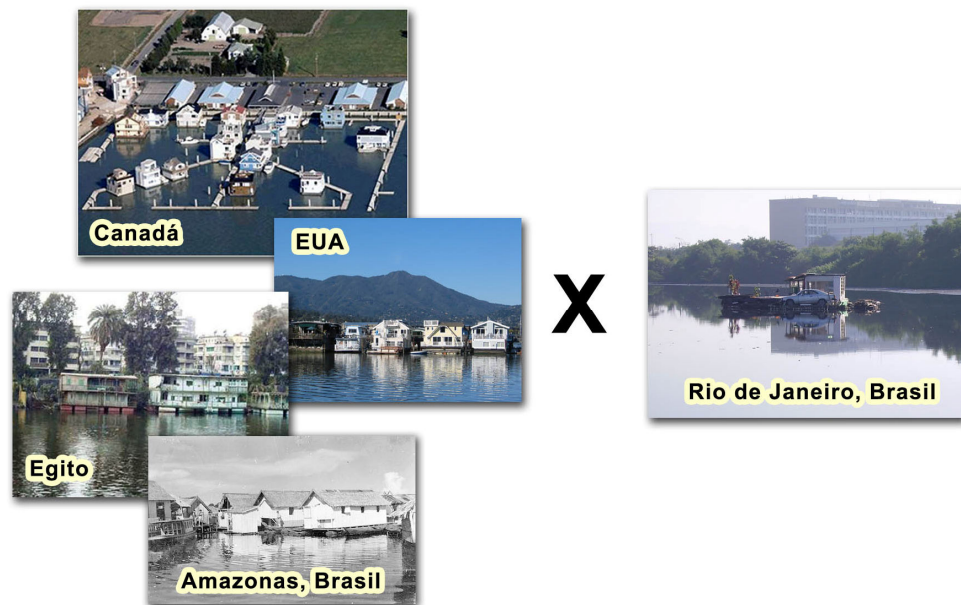 Canadá
EUA
X
Rio de Janeiro, Brasil
Egito
Amazonas, Brasil